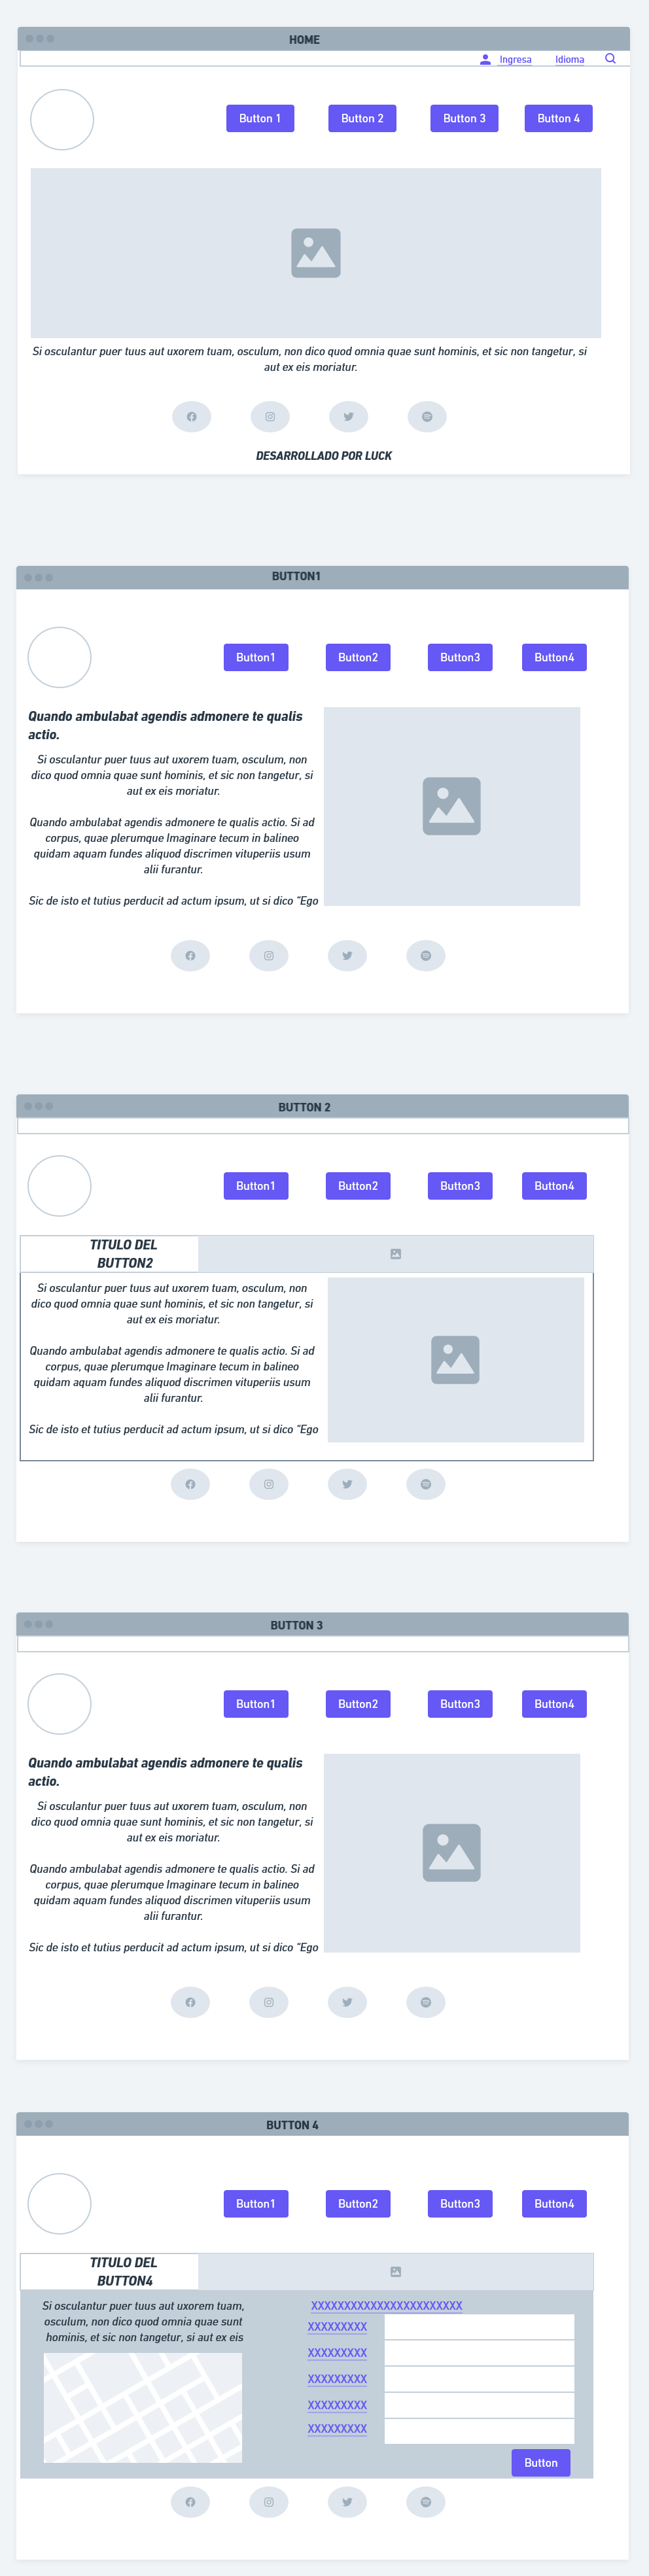 HOME
Ingresa Idioma
Button 1 Button 2 Button 3 Button 4
Si osculantur puer tuus aut uxorem tuam, osculum, non dico quod omnia quae sunt hominis, et sic non tangetur, si
aut ex eis moriatur.
DESARROLLADO POR LUCK
BUTTON1
Button1 Button2 Button3 Button4
Quando ambulabat agendis admonere te qualis
actio.
Si osculantur puer tuus aut uxorem tuam, osculum, non
dico quod omnia quae sunt hominis, et sic non tangetur, si
aut ex eis moriatur.
Quando ambulabat agendis admonere te qualis actio. Si ad
corpus, quae plerumque Imaginare tecum in balineo
quidam aquam fundes aliquod discrimen vituperiis usum
alii furantur.
Sic de isto et tutius perducit ad actum ipsum, ut si dico "Ego
BUTTON 2
Button1 Button2 Button3 Button4
TITULO DEL
BUTTON2
Si osculantur puer tuus aut uxorem tuam, osculum, non
dico quod omnia quae sunt hominis, et sic non tangetur, si
aut ex eis moriatur.
Quando ambulabat agendis admonere te qualis actio. Si ad
corpus, quae plerumque Imaginare tecum in balineo
quidam aquam fundes aliquod discrimen vituperiis usum
alii furantur.
Sic de isto et tutius perducit ad actum ipsum, ut si dico "Ego
BUTTON 3
Button1 Button2 Button3 Button4
Quando ambulabat agendis admonere te qualis
actio.
Si osculantur puer tuus aut uxorem tuam, osculum, non
dico quod omnia quae sunt hominis, et sic non tangetur, si
aut ex eis moriatur.
Quando ambulabat agendis admonere te qualis actio. Si ad
corpus, quae plerumque Imaginare tecum in balineo
quidam aquam fundes aliquod discrimen vituperiis usum
alii furantur.
Sic de isto et tutius perducit ad actum ipsum, ut si dico "Ego
BUTTON 4
Button1 Button2 Button3 Button4
TITULO DEL
BUTTON4
Si osculantur puer tuus aut uxorem tuam,
osculum, non dico quod omnia quae sunt
hominis, et sic non tangetur, si aut ex eis
XXXXXXXXXXXXXXXXXXXXXXX
XXXXXXXXX
XXXXXXXXX
XXXXXXXXX
XXXXXXXXX
XXXXXXXXX
Button